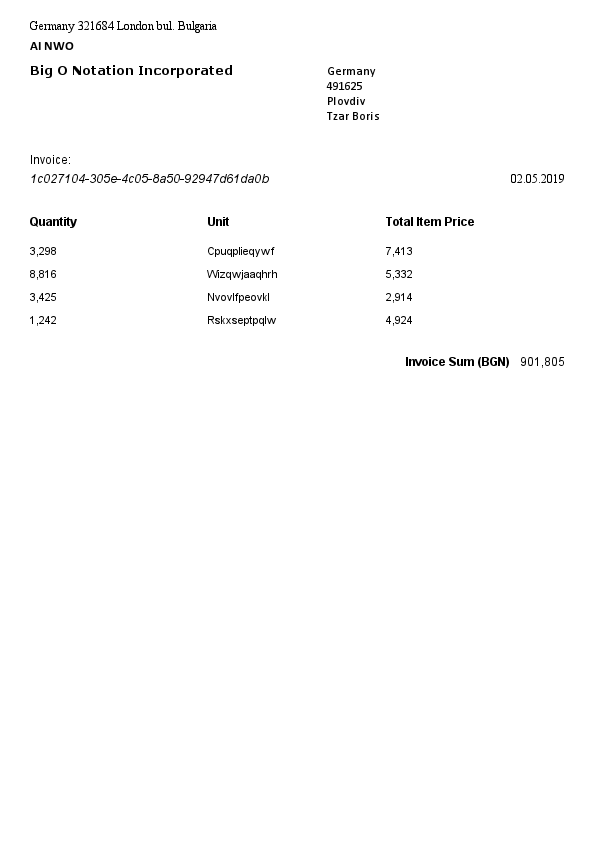 Germany 321684 London bul. Bulgaria
AI NWO
Big O Notation Incorporated
Germany
491625
Plovdiv
Tzar Boris
Invoice:
1c027104-305e-4c05-8a50-92947d61da0b 02.05.2019
Quantity Unit Total Item Price
3,298 Cpuqplieqywf 7,413
8,816 Wizqwjaaqhrh 5,332
3,425 Nvovlfpeovkl 2,914
1,242 Rskxseptpqlw 4,924
Invoice Sum (BGN) 901,805